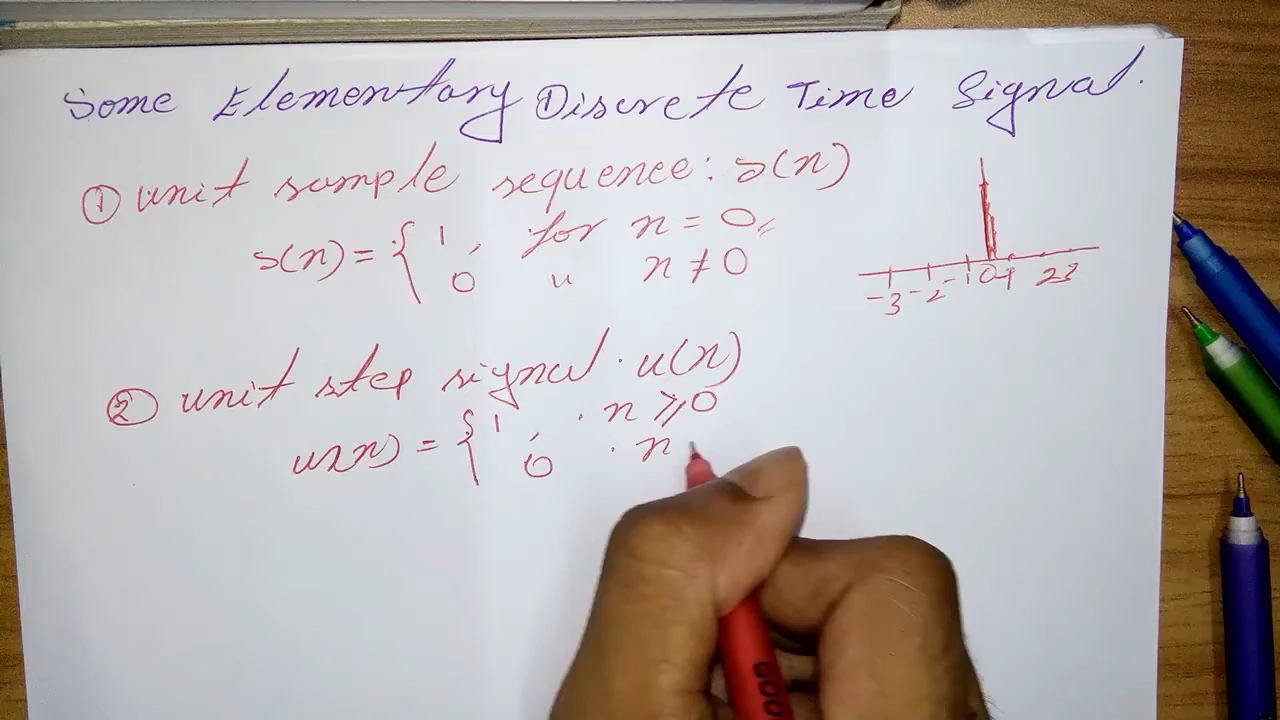 Some Elementary Discrete Time Signal.
① unit sample sequence: δ(n)
δ(n) = { 1, for n = 0,
0 " n ≠ 0
-3 -2 -1 0 1 2 3
② unit step signal. u(n)
u(n) = { 1, . n ≥ 0
0 . n
GOO